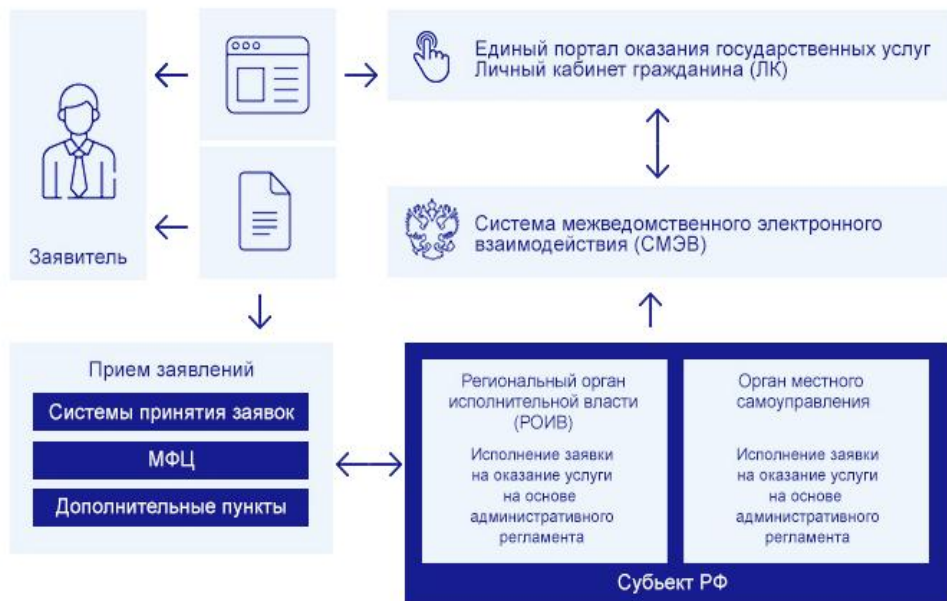 Единый портал оказания государственных услуг
Личный кабинет гражданина (ЛК)
Заявитель
Система межведомственного электронного
взаимодействия (СМЭВ)
Прием заявлений
Системы принятия заявок
МФЦ
Дополнительные пункты
Региональный орган
исполнительной власти
(РОИВ)
Исполнение заявки
на оказание услуги
на основе
административного
регламента
Орган местного
самоуправления
Исполнение заявки
на оказание услуги
на основе
административного
регламента
Субьект РФ